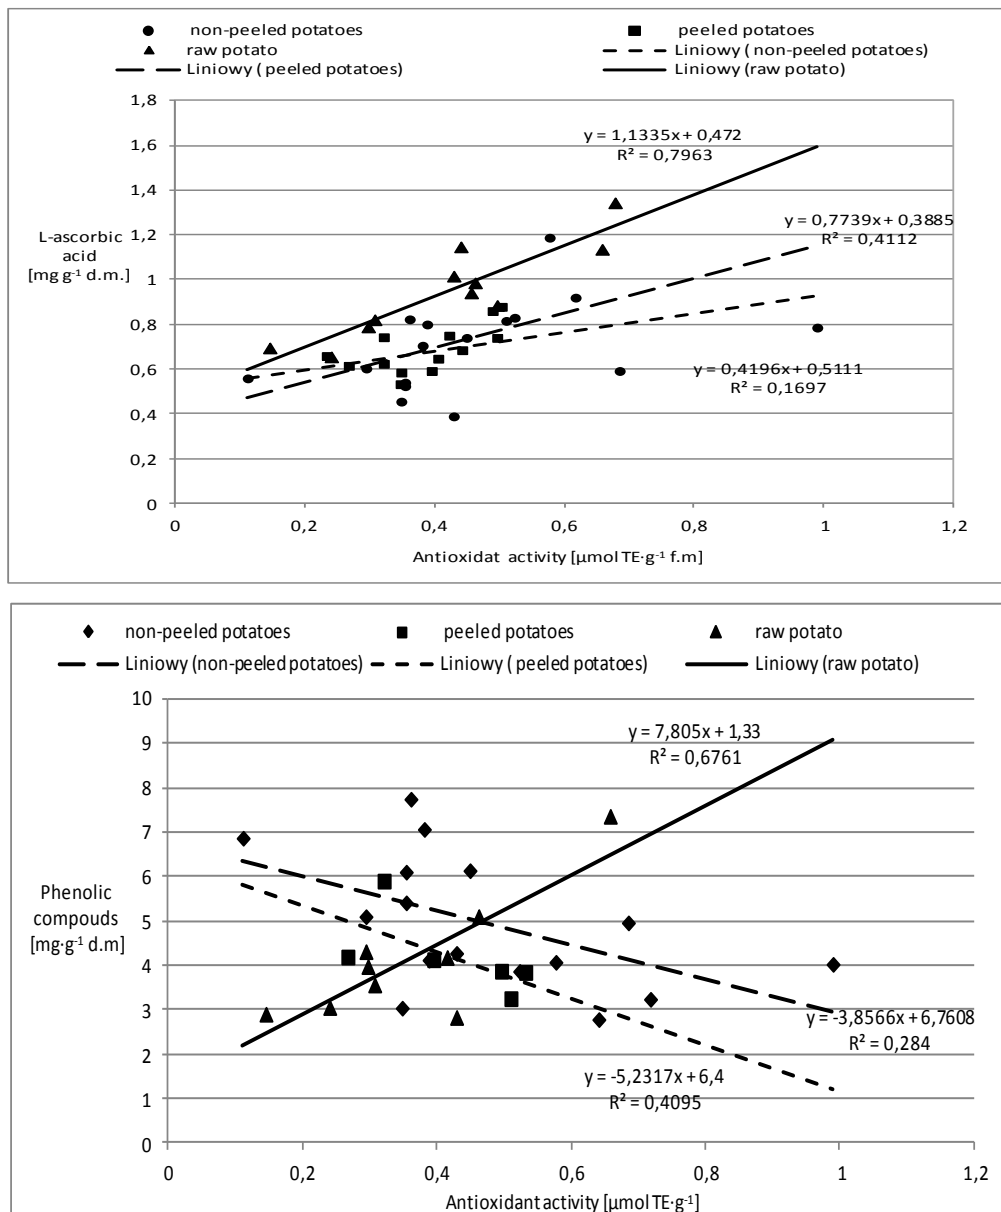 non-peeled potatoes peeled potatoes
raw potato Liniowy ( non-peeled potatoes)
Liniowy ( peeled potatoes) Liniowy (raw potato)
1,8
1,6
1,4
1,2
1
0,8
0,6
0,4
0,2
0
L-ascorbic
acid
[mg g⁻¹ d.m.]
y = 1,1335x + 0,472
R² = 0,7963
y = 0,7739x + 0,3885
R² = 0,4112
y = 0,4196x + 0,5111
R² = 0,1697
0 0,2 0,4 0,6 0,8 1 1,2
Antioxidat activity [µmol TE·g⁻¹ f.m]
non-peeled potatoes peeled potatoes raw potato
Liniowy (non-peeled potatoes) Liniowy ( peeled potatoes) Liniowy (raw potato)
10
9
8
7
6
5
4
3
2
1
0
Phenolic
compouds
[mg·g⁻¹ d.m]
y = 7,805x + 1,33
R² = 0,6761
y = -3,8566x + 6,7608
R² = 0,284
y = -5,2317x + 6,4
R² = 0,4095
0 0,2 0,4 0,6 0,8 1 1,2
Antioxidant activity [µmol TE·g⁻¹]